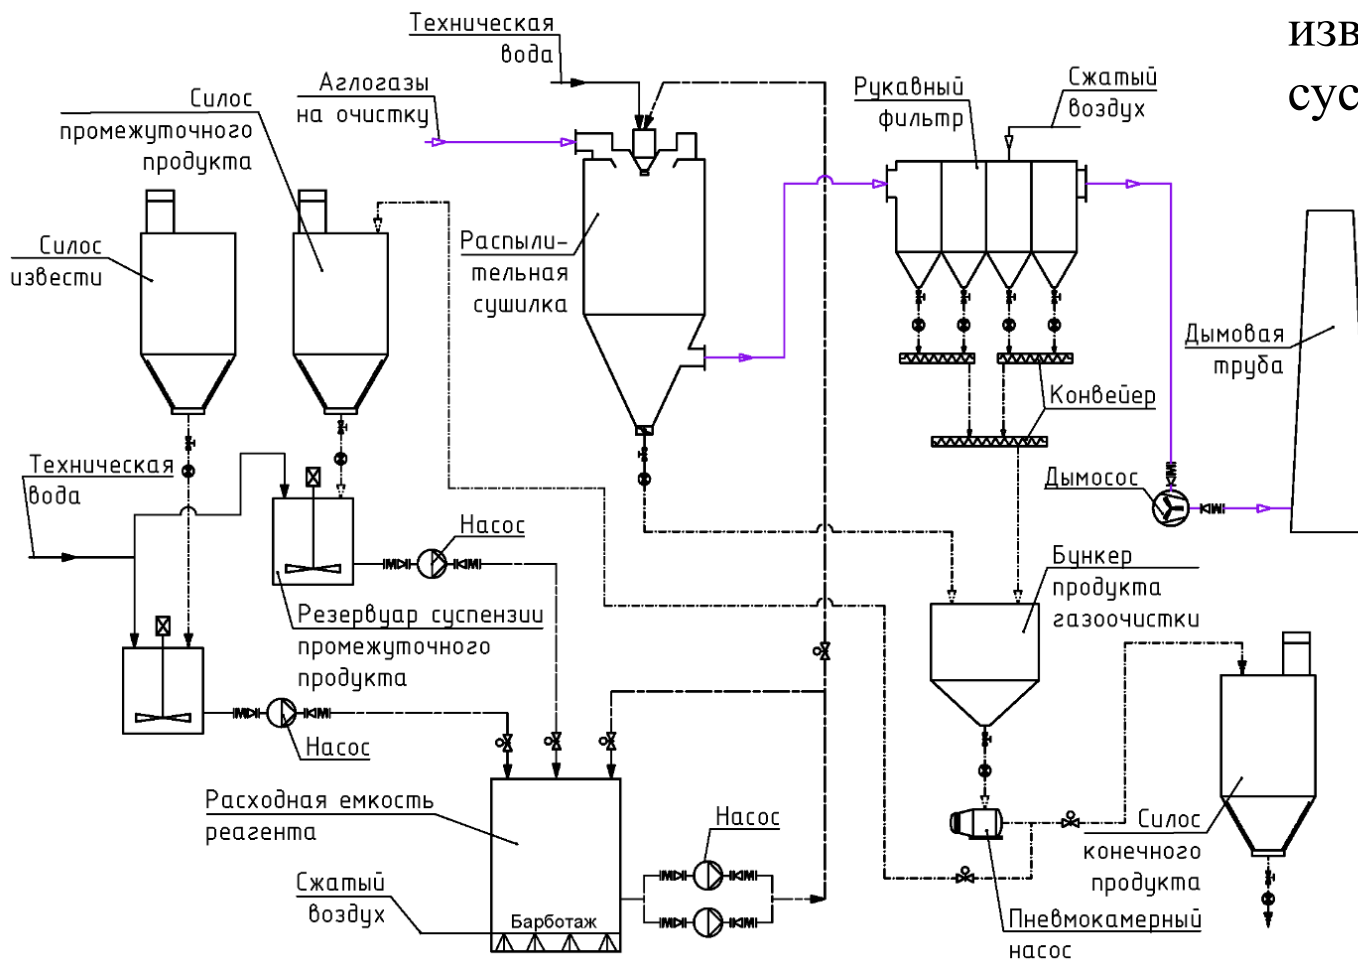 Техническая
вода
изв
сус
Аглогазы
на очистку
Силос
промежуточного
продукта
Рукавный
фильтр
Сжатый
воздух
Силос
извести
Распыли-
тельная
сушилка
Дымовая
труба
Конвейер
Техническая
вода
Дымосос
Насос
Бункер
продукта
газоочистки
Резервуар суспензии
промежуточного
продукта
Насос
Расходная емкость
реагента
Насос
Силос
конечного
продукта
Сжатый
воздух
Барботаж
Пневмокамерный
насос